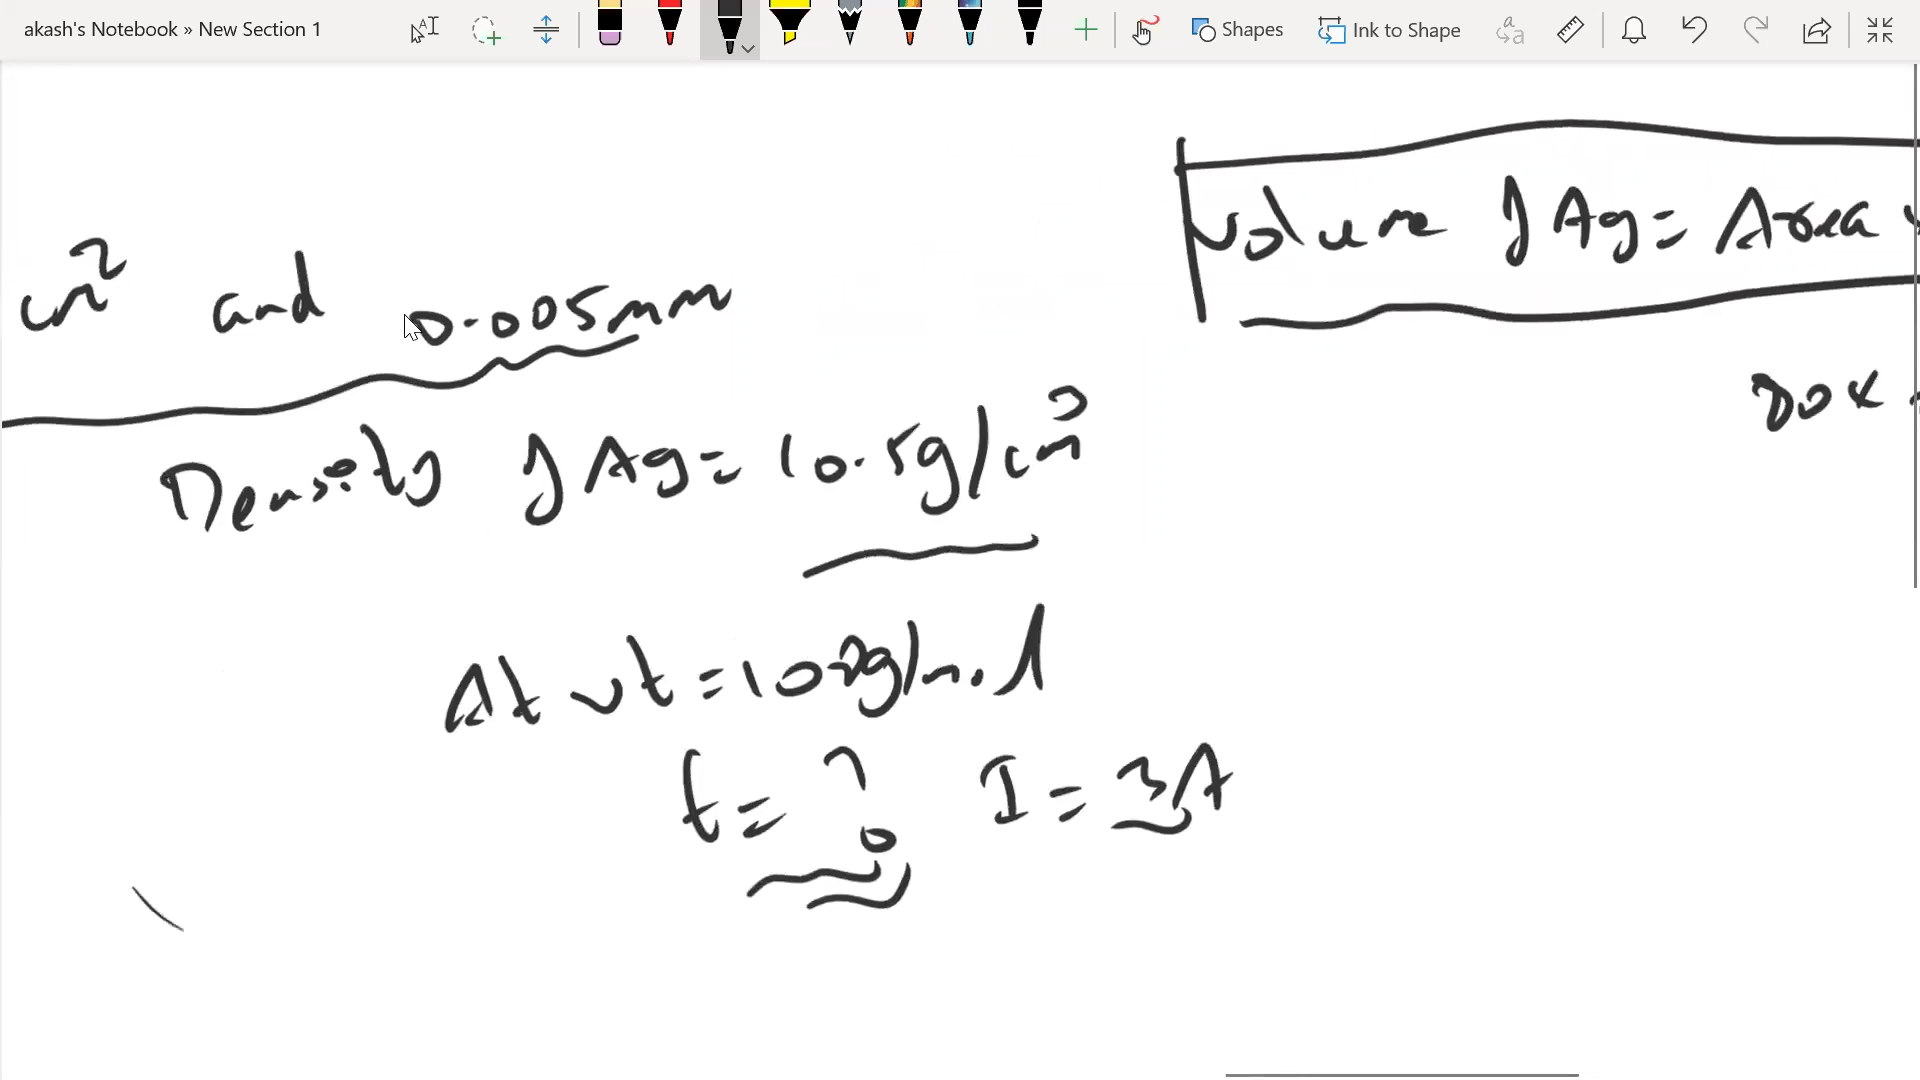 akash's Notebook » New Section 1
Shapes
Ink to Shape
cm² and 0.005mm
Volume of Ag = Area
80 x
Density of Ag = 10.5g/cm³
At wt = 108g/mol
t = ? I = 3A